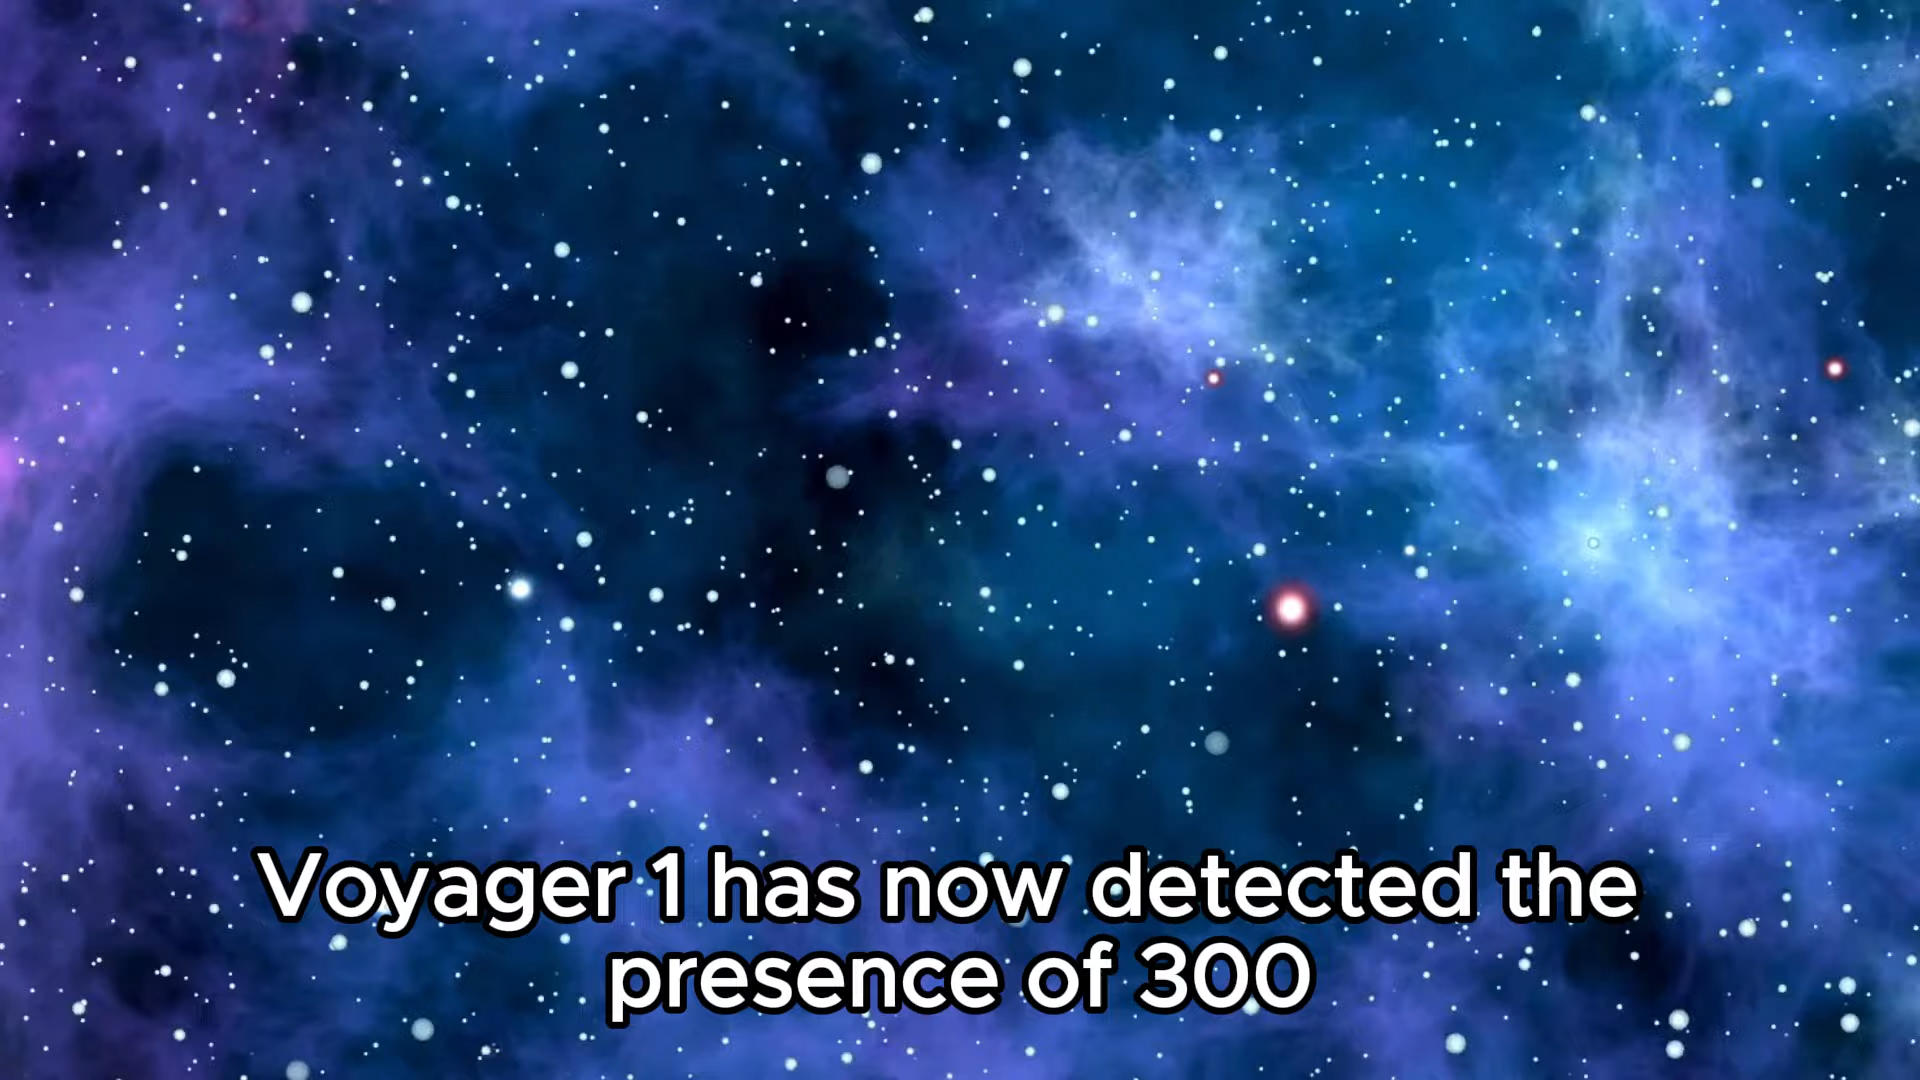 Voyager 1 has now detected the
presence of 300